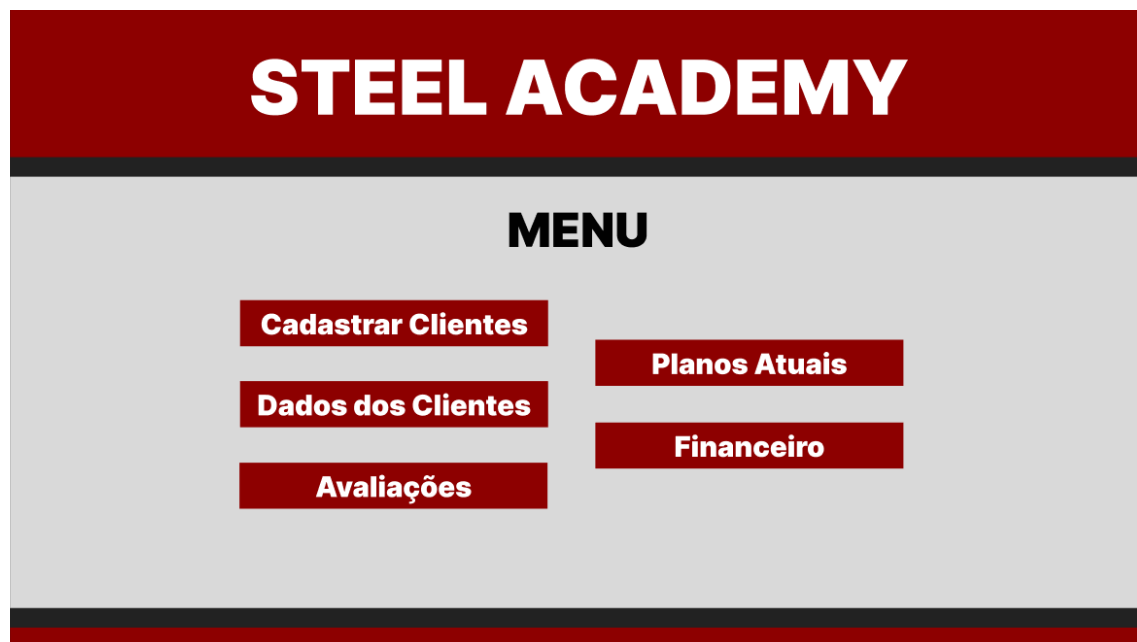 STEEL ACADEMY
MENU
Cadastrar Clientes
Dados dos Clientes
Avaliações
Planos Atuais
Financeiro